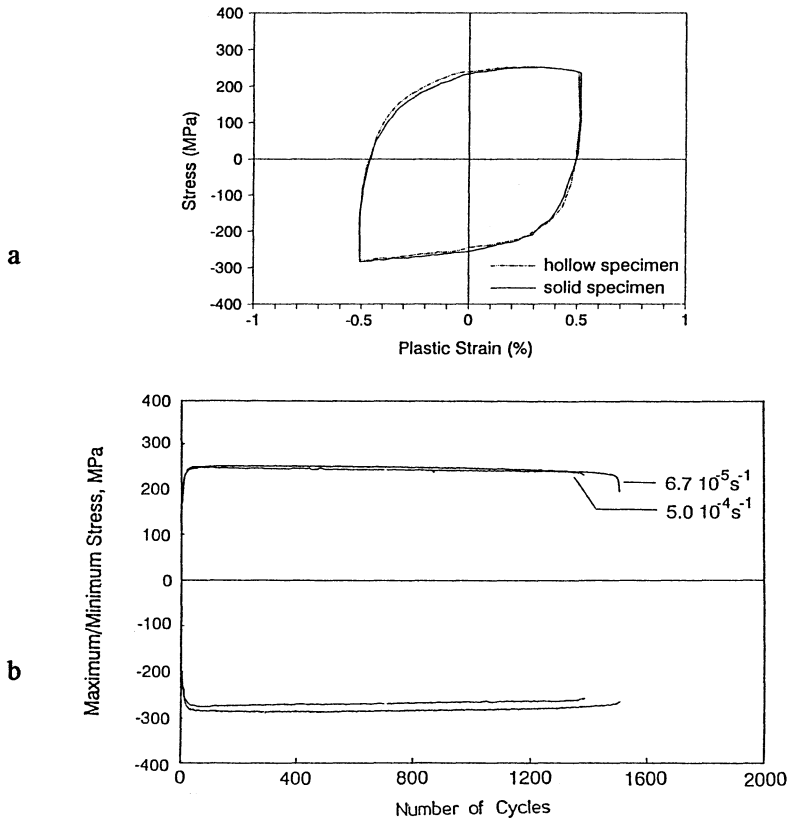 a
Stress (MPa)
400
300
200
100
0
-100
-200
-300
-400
hollow specimen
solid specimen
-1
-0.5
0
0.5
1
Plastic Strain (%)
b
Maximum/Minimum Stress, MPa
400
300
200
100
0
-100
-200
-300
-400
6.7 10⁻⁵s⁻¹
5.0 10⁻⁴s⁻¹
0
400
800
1200
1600
2000
Number of Cycles